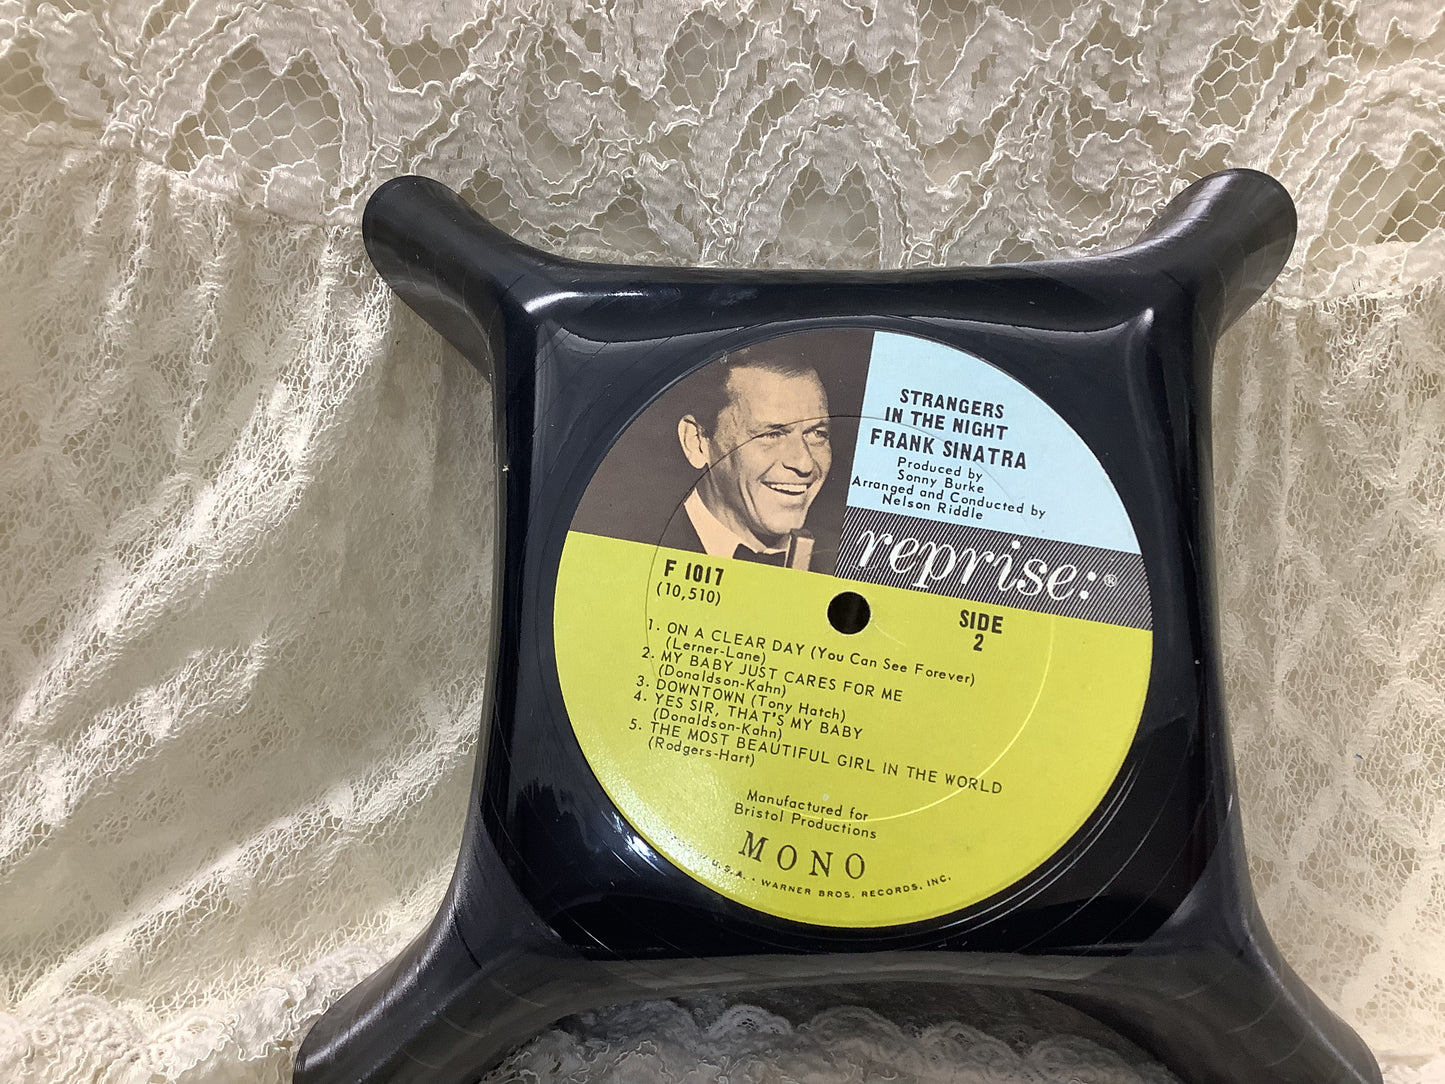 STRANGERS
IN THE NIGHT
FRANK SINATRA
Produced by
Sonny Burke
Arranged and Conducted by
Nelson Riddle
reprise:®
F 1017
(10,510)
SIDE
2
1. ON A CLEAR DAY (You Can See Forever)
(Lerner-Lane)
2. MY BABY JUST CARES FOR ME
(Donaldson-Kahn)
3. DOWNTOWN (Tony Hatch)
4. YES SIR, THAT'S MY BABY
(Donaldson-Kahn)
5. THE MOST BEAUTIFUL GIRL IN THE WORLD
(Rodgers-Hart)
Manufactured for
Bristol Productions
MONO
U.S.A. • WARNER BROS. RECORDS, INC.